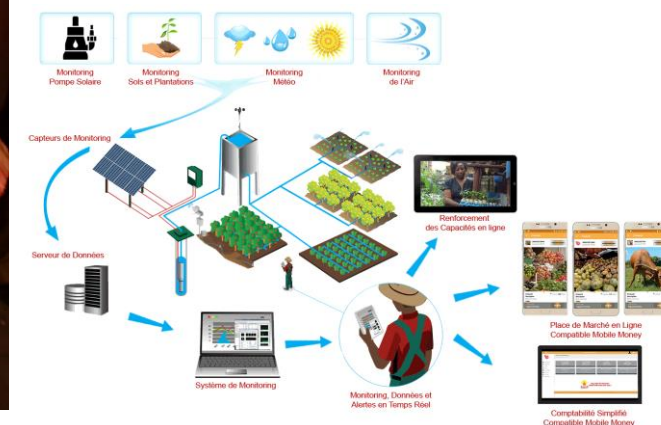 Monitoring
Pompe Solaire
Monitoring
Sols et Plantations
Monitoring
Météo
Monitoring
de l'Air
Capteurs de Monitoring
Serveur de Données
Système de Monitoring
Monitoring, Données et
Alertes en Temps Réel
Renforcement
des Capacités en ligne
Place de Marché en Ligne
Compatible Mobile Money
Comptabilité Simplifié
Compatible Mobile Money